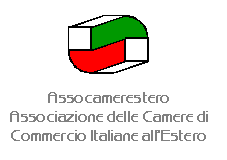 Assocamerestero
Associazione delle Camere di
Commercio Italiane all'Estero